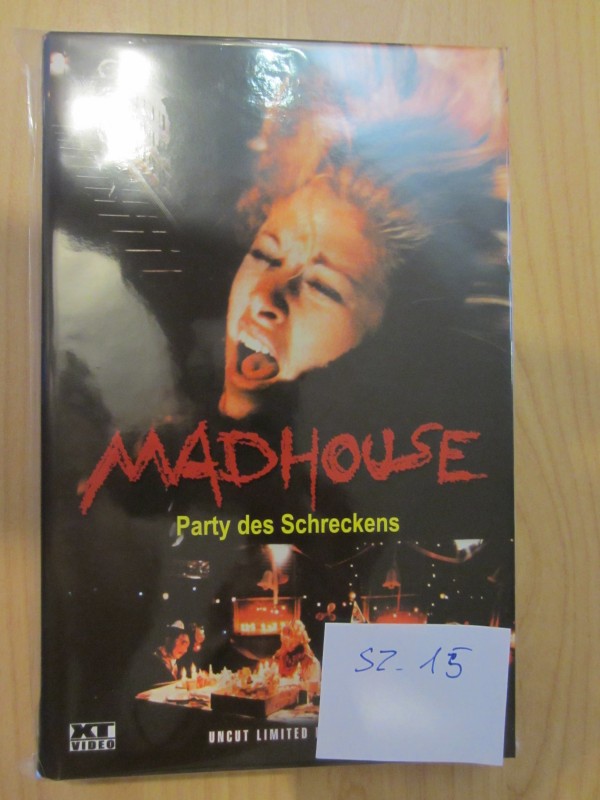 MADHOUSE
Party des Schreckens
SZ-15
XT
VIDEO
UNCUT LIMITED